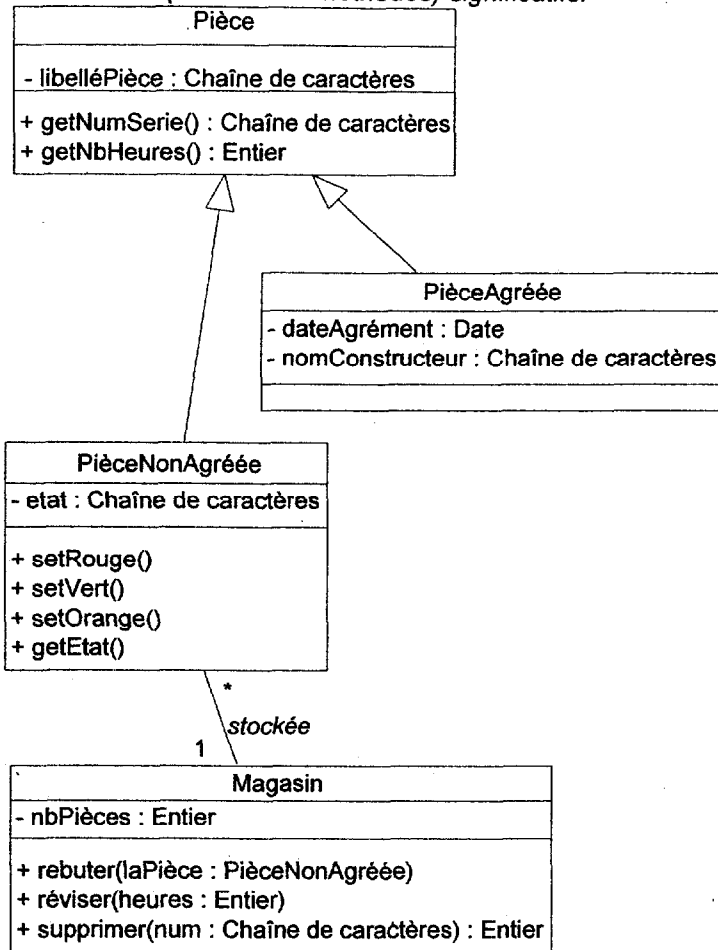 significatifs.
Pièce
- libelléPièce : Chaîne de caractères
+ getNumSerie() : Chaîne de caractères
+ getNbHeures() : Entier
PièceAgréée
- dateAgrément : Date
- nomConstructeur : Chaîne de caractères
PièceNonAgréée
- etat : Chaîne de caractères
+ setRouge()
+ setVert()
+ setOrange()
+ getEtat()
*
stockée
1
Magasin
- nbPièces : Entier
+ rebuter(laPièce : PièceNonAgréée)
+ réviser(heures : Entier)
+ supprimer(num : Chaîne de caractères) : Entier